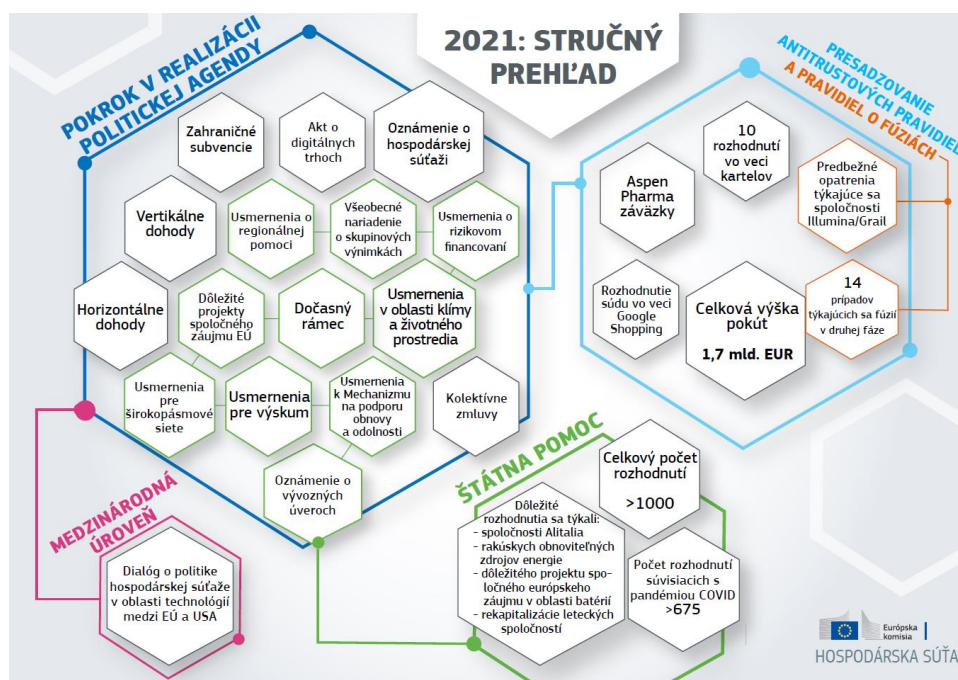 2021: STRUČNÝ
PREHĽAD
POKROK V REALIZÁCII
POLITICKEJ AGENDY
Zahraničné
subvencie
Akt o
digitálnych
trhoch
Oznámenie o
hospodárskej
súťaži
Vertikálne
dohody
Usmernenia o
regionálnej
pomoci
Všeobecné
nariadenie
o skupinových
výnimkách
Usmernenia o
rizikovom
financovaní
Horizontálne
dohody
Dôležité
projekty
spoločného
záujmu EÚ
Dočasný
rámec
Usmernenia
v oblasti klímy
a životného
prostredia
Usmernenia
pre
širokopásmové
siete
Usmernenia
pre výskum
Usmernenia
k Mechanizmu
na podporu
obnovy
a odolnosti
Kolektívne
zmluvy
Oznámenie o
vývozných
úveroch
PRESADZOVANIE
ANTITRUSTOVÝCH PRAVIDIEL
A PRAVIDIEL O FÚZIÁCH
10
rozhodnutí
vo veci
kartelov
Aspen
Pharma
záväzky
Predbežné
opatrenia
týkajúce sa
spoločnosti
Illumina/Grail
Rozhodnutie
súdu vo veci
Google
Shopping
Celková výška
pokút
1,7 mld. EUR
14
prípadov
týkajúcich sa fúzií
v druhej fáze
MEDZINÁRODNÁ
ÚROVEŇ
Dialóg o politike
hospodárskej súťaže
v oblasti technológií
medzi EÚ a USA
ŠTÁTNA POMOC
Celkový počet
rozhodnutí
>1000
Dôležité
rozhodnutia sa týkali:
- spoločnosti Alitalia
- rakúskych obnoviteľných
zdrojov energie
- dôležitého projektu spo-
ločného európskeho
záujmu v oblasti batérií
- rekapitalizácie leteckých
spoločností
Počet rozhodnutí
súvisiacich s
pandémiou COVID
>675
Európska
komisia
HOSPODÁRSKA SÚŤA